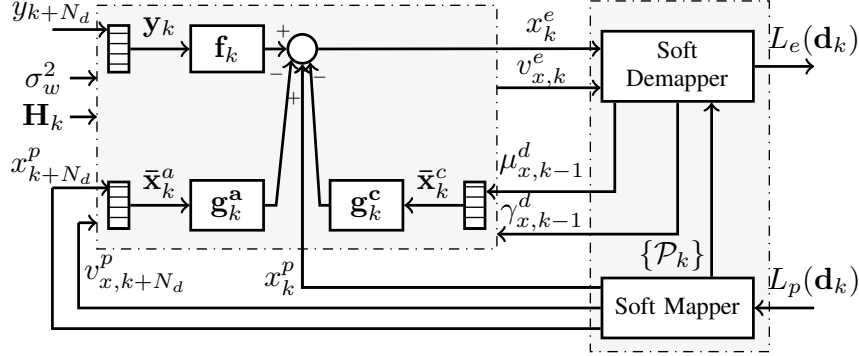 y_{k+N_d}
𝐲_k
𝐟_k
+
−
−
+
x^e_k
v^e_{x,k}
Soft
Demapper
L_e(𝐝_k)
σ^2_w
𝐇_k
x^p_{k+N_d}
x̄^a_k
𝐠^𝐚_k
𝐠^𝐜_k
x̄^c_k
μ^d_{x,k−1}
γ^d_{x,k−1}
{𝒫_k}
v^p_{x,k+N_d}
x^p_k
Soft Mapper
L_p(𝐝_k)